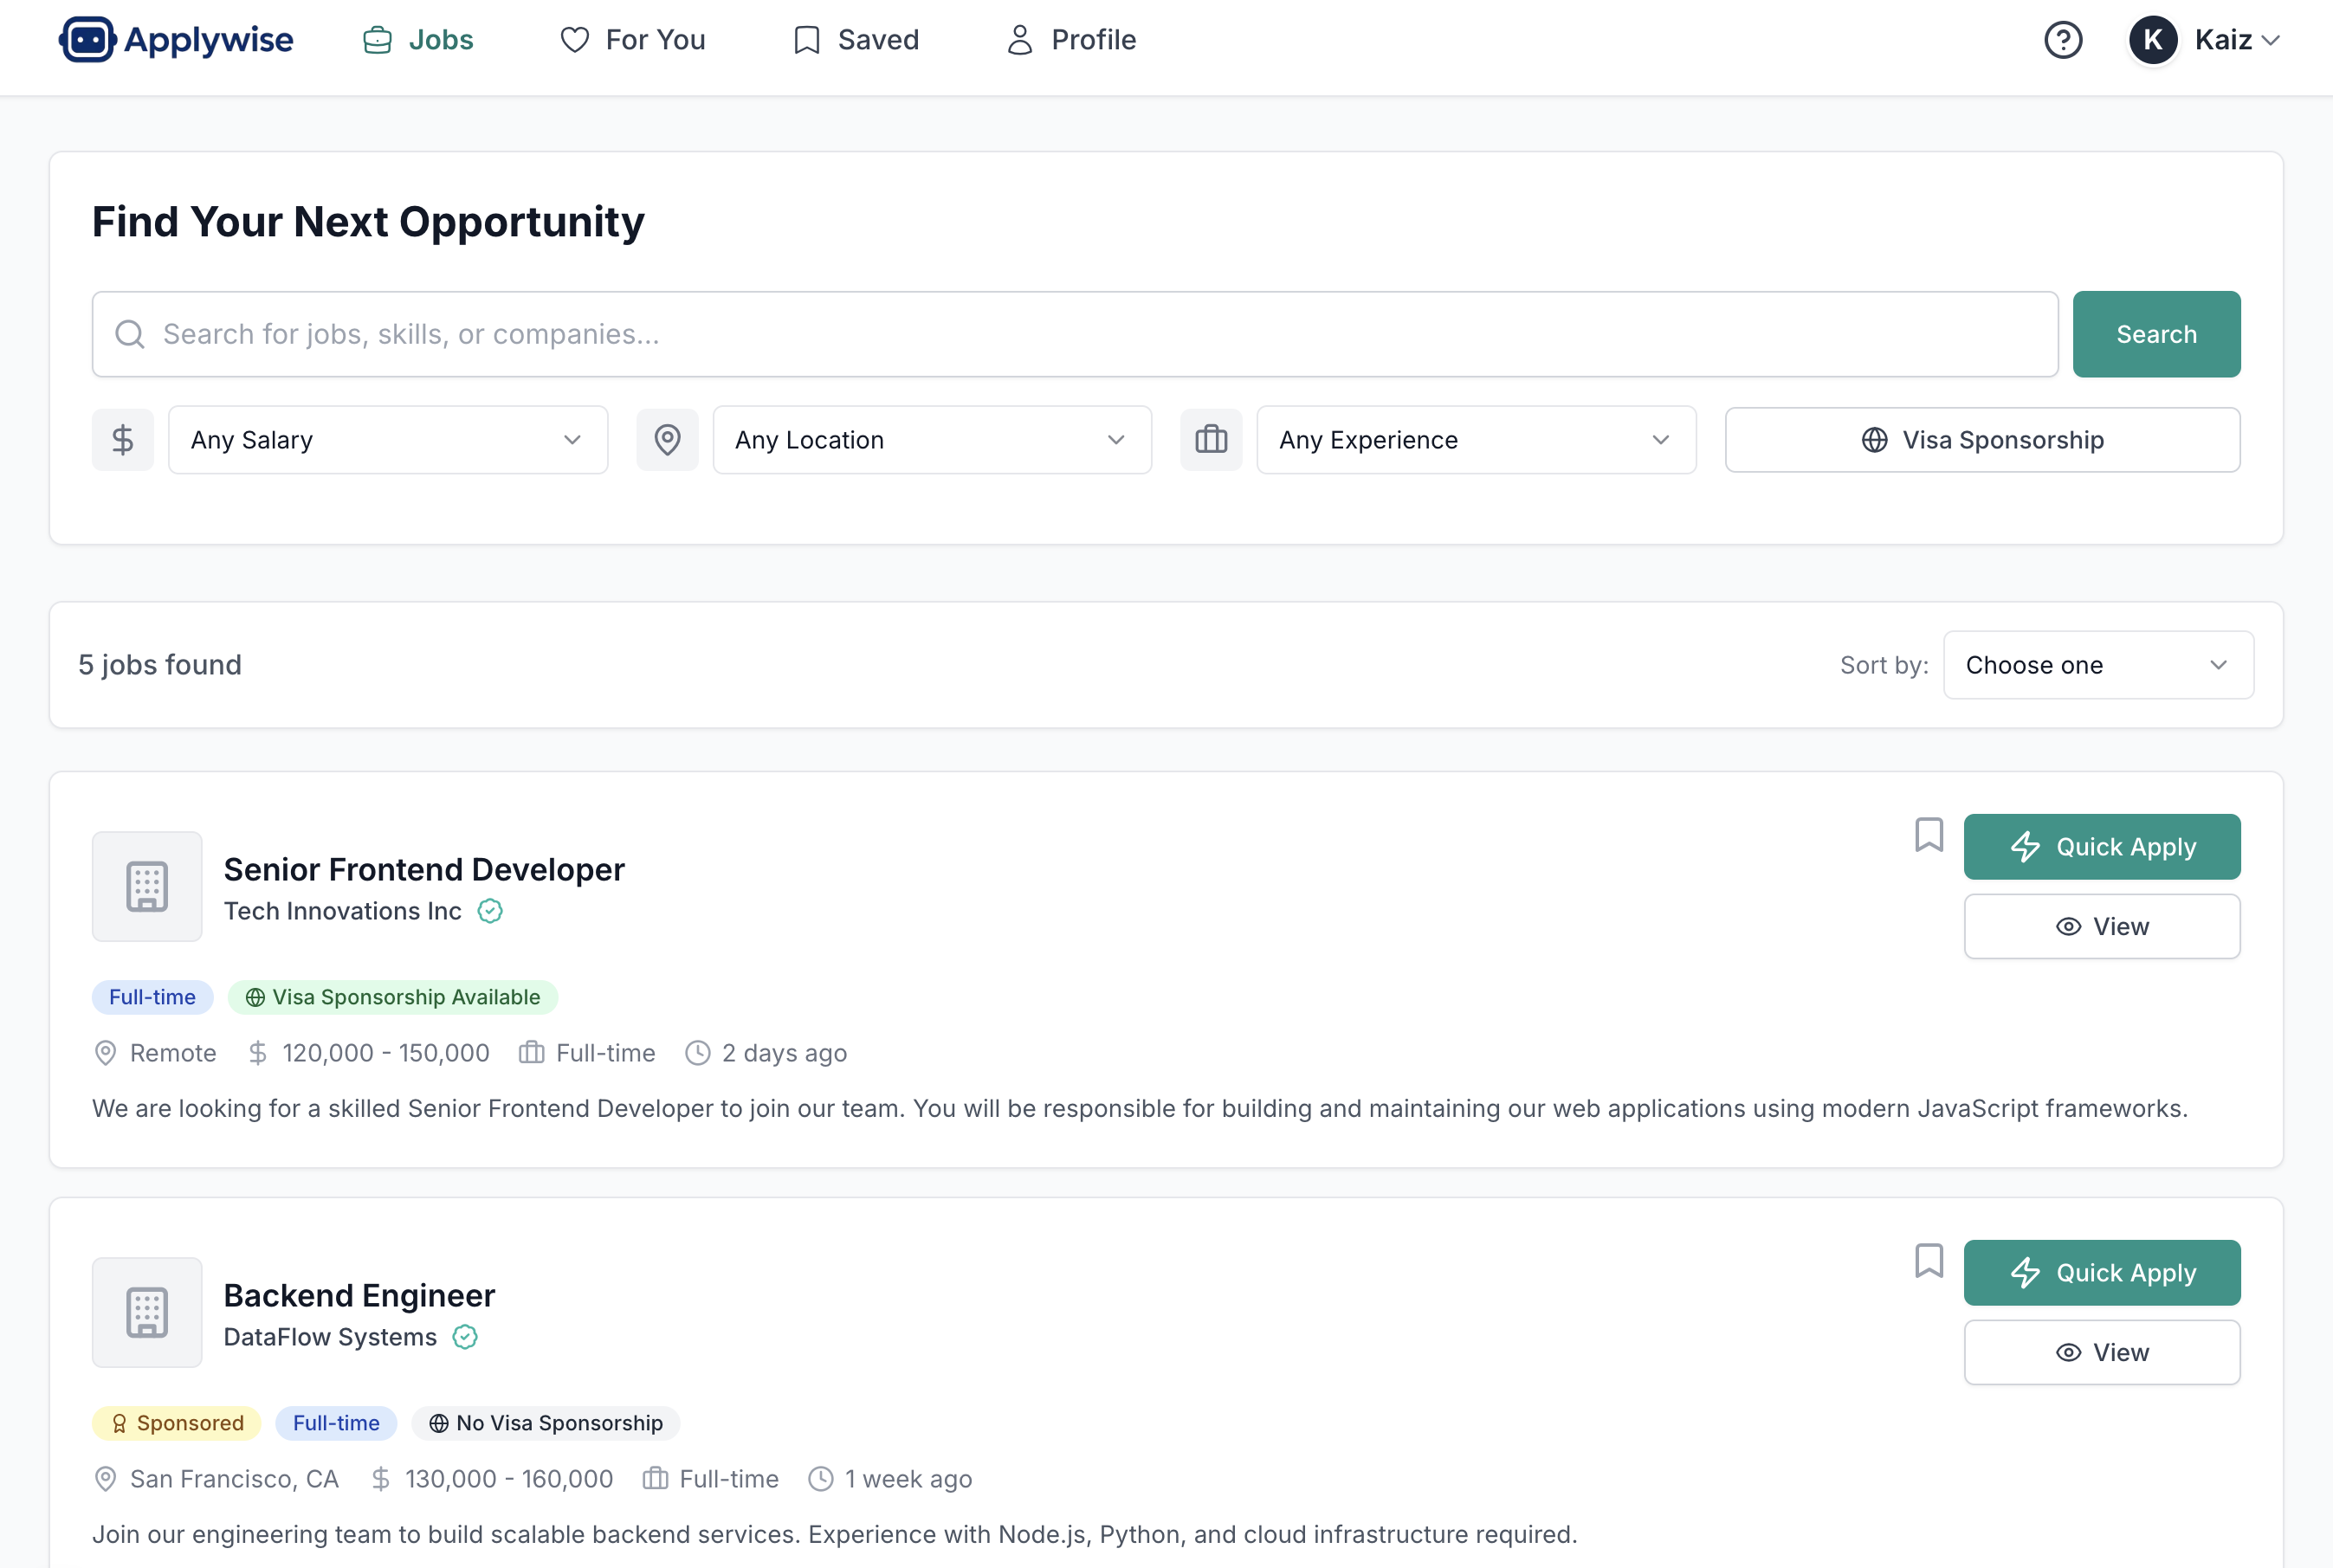 Applywise Jobs For You Saved Profile ? K Kaiz
Find Your Next Opportunity
Search for jobs, skills, or companies... Search
$ Any Salary Any Location Any Experience Visa Sponsorship
5 jobs found Sort by: Choose one
Quick Apply
Senior Frontend Developer
Tech Innovations Inc
View
Full-time Visa Sponsorship Available
Remote $ 120,000 - 150,000 Full-time 2 days ago
We are looking for a skilled Senior Frontend Developer to join our team. You will be responsible for building and maintaining our web applications using modern JavaScript frameworks.
Quick Apply
Backend Engineer
DataFlow Systems
View
Sponsored Full-time No Visa Sponsorship
San Francisco, CA $ 130,000 - 160,000 Full-time 1 week ago
Join our engineering team to build scalable backend services. Experience with Node.js, Python, and cloud infrastructure required.